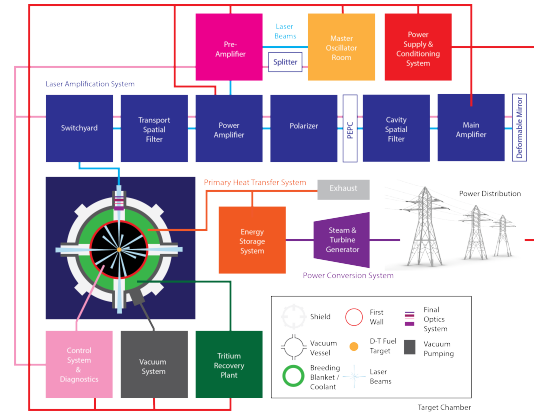 Pre-
Amplifier
Laser
Beams
Splitter
Master
Oscillator
Room
Power
Supply &
Conditioning
System
Laser Amplification System
Switchyard
Transport
Spatial
Filter
Power
Amplifier
Polarizer
PEPC
Cavity
Spatial
Filter
Main
Amplifier
Deformable Mirror
Primary Heat Transfer System
Exhaust
Power Distribution
Energy
Storage
System
Steam &
Turbine
Generator
Power Conversion System
Shield
First
Wall
Final
Optics
System
Vacuum
Vessel
D-T Fuel
Target
Vacuum
Pumping
Breeding
Blanket /
Coolant
Laser
Beams
Control
System
&
Diagnostics
Vacuum
System
Tritium
Recovery
Plant
Target Chamber